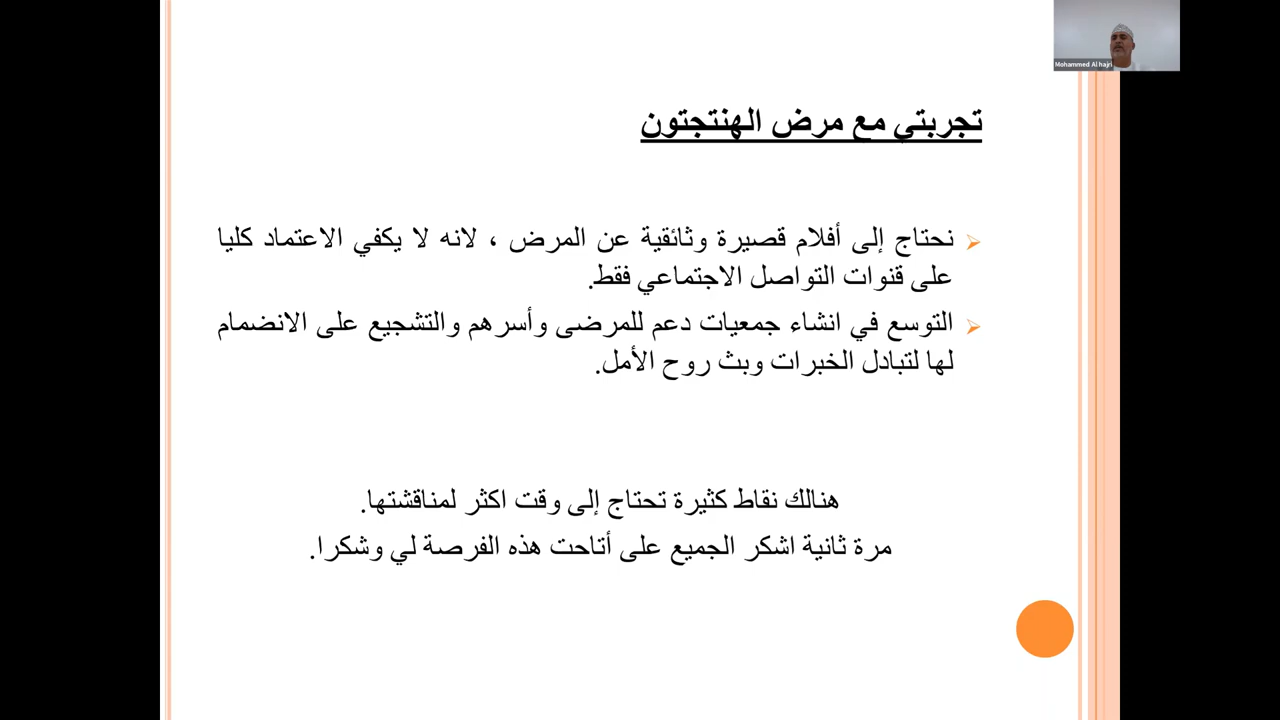 Mohammed Al hajri
تجربتي مع مرض الهنتجتون
نحتاج إلى أفلام قصيرة وثائقية عن المرض ، لانه لا يكفي الاعتماد كليا
على قنوات التواصل الاجتماعي فقط.
التوسع في انشاء جمعيات دعم للمرضى وأسرهم والتشجيع على الانضمام
لها لتبادل الخبرات وبث روح الأمل.
هنالك نقاط كثيرة تحتاج إلى وقت اكثر لمناقشتها.
مرة ثانية اشكر الجميع على أتاحت هذه الفرصة لي وشكرا.